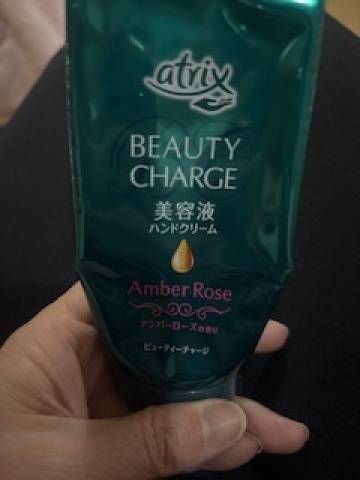 atrix
BEAUTY
CHARGE
美容液
ハンドクリーム
Amber Rose
アンバーローズの香り
ビューティーチャージ